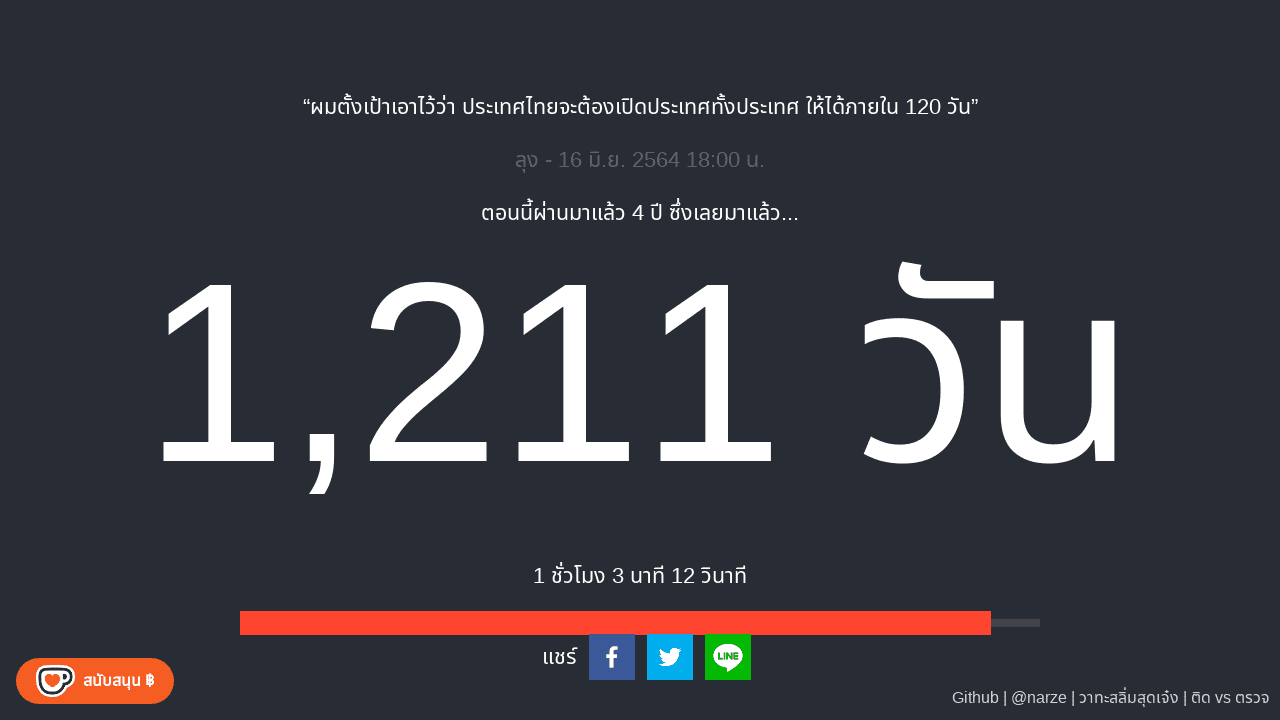 “ผมตั้งเป้าเอาไว้ว่า ประเทศไทยจะต้องเปิดประเทศทั้งประเทศ ให้ได้ภายใน 120 วัน”
ลุง - 16 มิ.ย. 2564 18:00 น.
ตอนนี้ผ่านมาแล้ว 4 ปี ซึ่งเลยมาแล้ว...
1,211 วัน
1 ชั่วโมง 3 นาที 12 วินาที
แชร์
LINE
สนับสนุน ฿
Github | @narze | วาทะสลิ่มสุดเจ๋ง | ติด vs ตรวจ